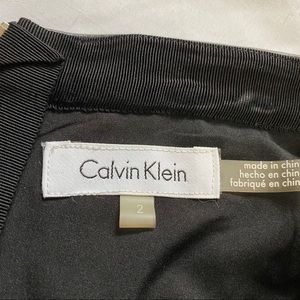 Calvin Klein
2
made in chin
hecho en chin
fabriqué en chin